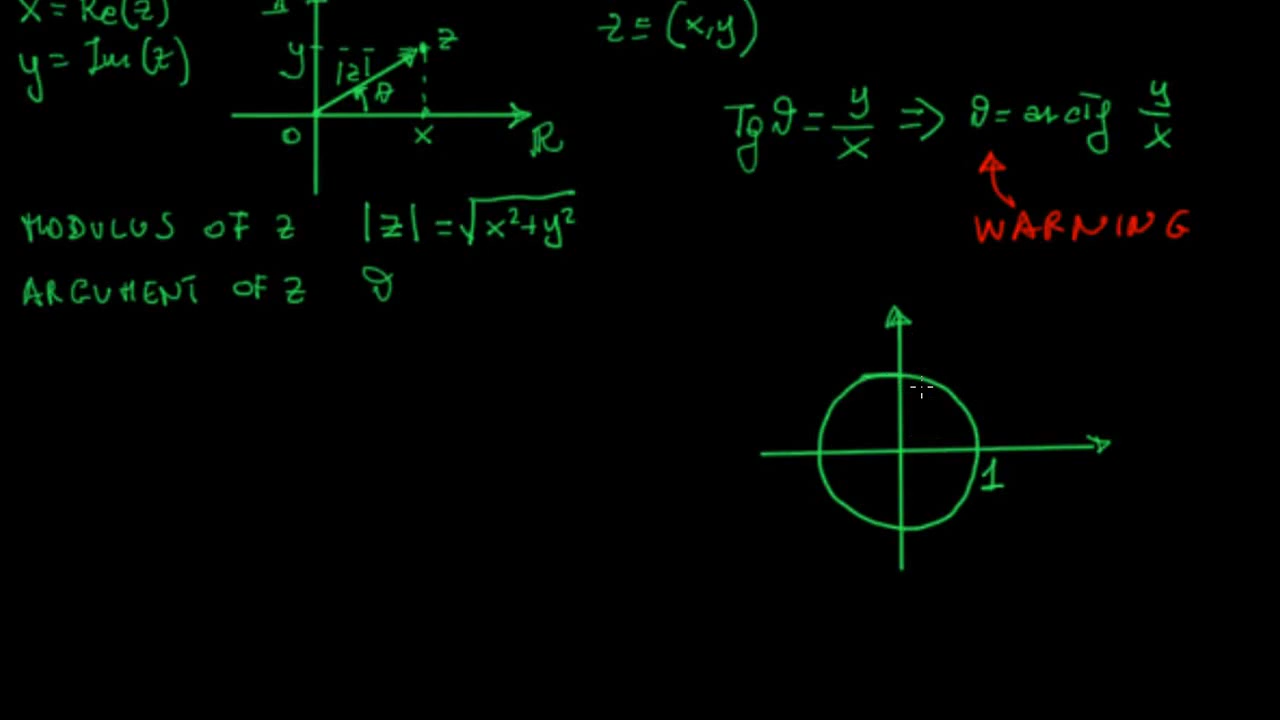 x = Re(z)
y = Im(z)
y |z| ϑ z
0 x ℝ
z ≡ (x,y)
Tg ϑ = y/x ⇒ ϑ = arctg y/x
WARNING
MODULUS OF z |z| = √x²+y²
ARGUMENT OF z ϑ
1